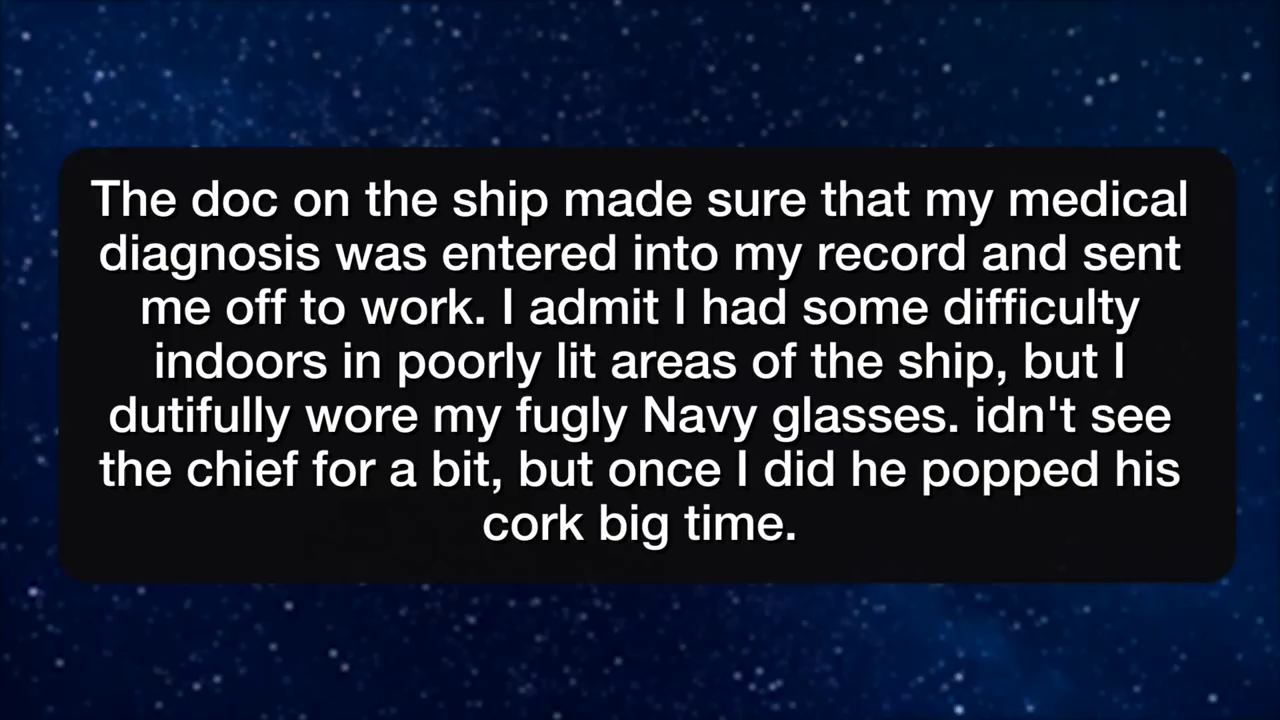 The doc on the ship made sure that my medical
diagnosis was entered into my record and sent
me off to work. I admit I had some difficulty
indoors in poorly lit areas of the ship, but I
dutifully wore my fugly Navy glasses. idn't see
the chief for a bit, but once I did he popped his
cork big time.